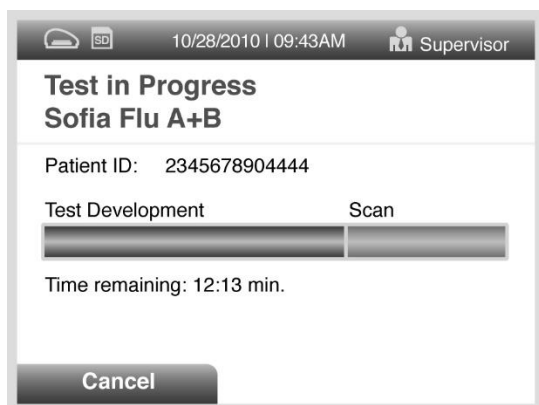 SD 10/28/2010 | 09:43AM Supervisor
Test in Progress
Sofia Flu A+B
Patient ID: 2345678904444
Test Development Scan
Time remaining: 12:13 min.
Cancel